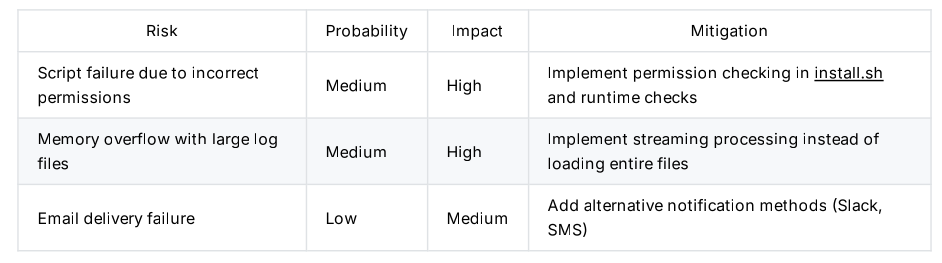 Risk Probability Impact Mitigation
Script failure due to incorrect
permissions
Medium
High
Implement permission checking in install.sh
and runtime checks
Memory overflow with large log
files
Medium
High
Implement streaming processing instead of
loading entire files
Email delivery failure
Low
Medium
Add alternative notification methods (Slack,
SMS)